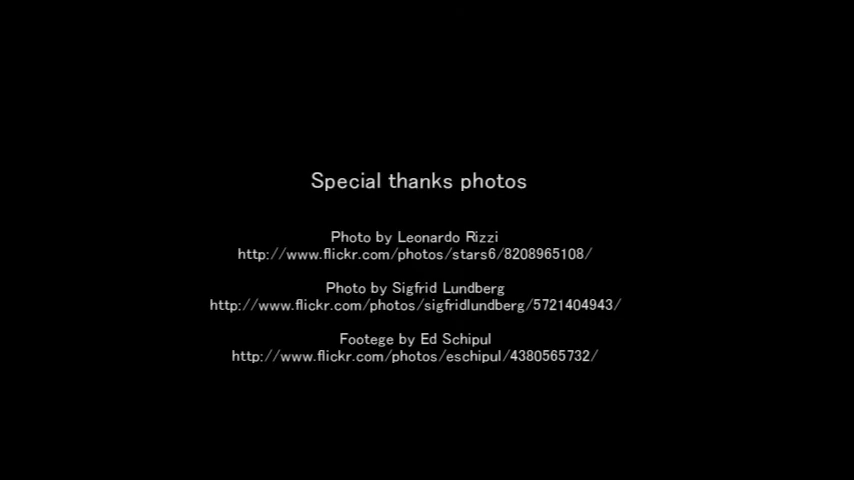 Special thanks photos
Photo by Leonardo Rizzi
http://www.flickr.com/photos/stars6/8208965108/
Photo by Sigfrid Lundberg
http://www.flickr.com/photos/sigfridlundberg/5721404943/
Footege by Ed Schipul
http://www.flickr.com/photos/eschipul/4380565732/